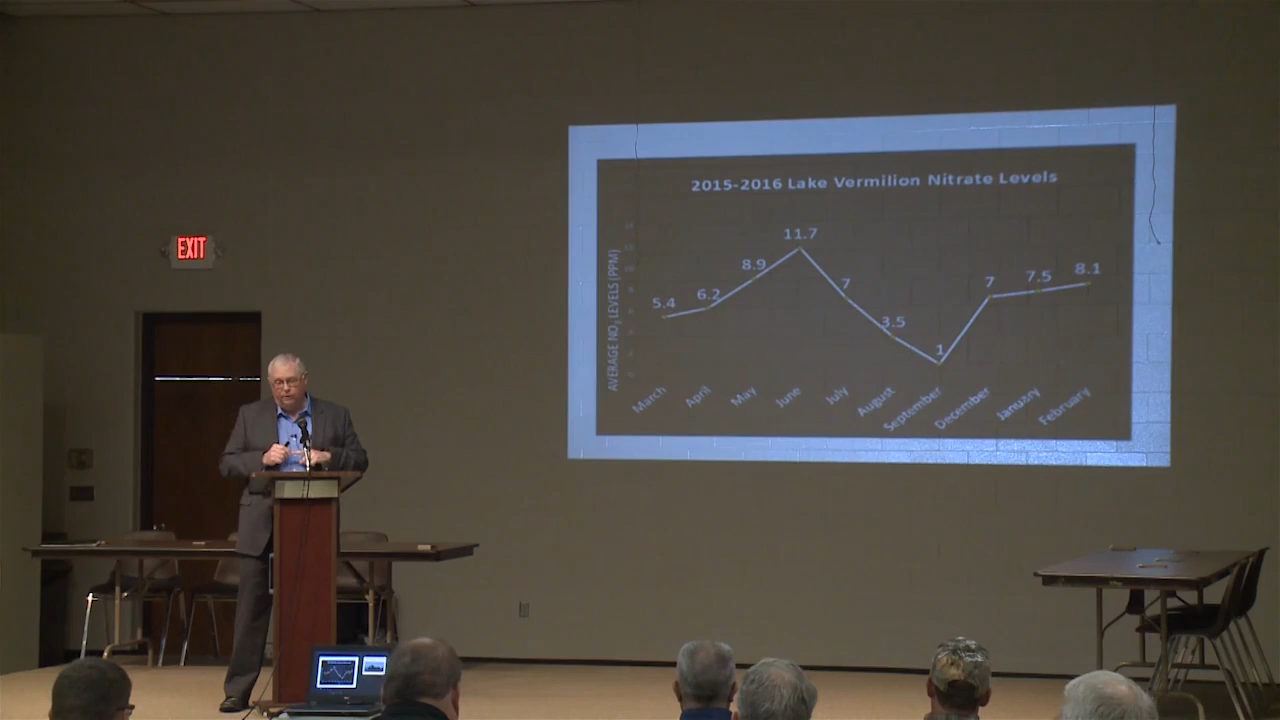 EXIT
2015-2016 Lake Vermilion Nitrate Levels
AVERAGE NO3 LEVELS (PPM)
5.4
6.2
8.9
11.7
7
3.5
1
7
7.5
8.1
March
April
May
June
July
August
September
December
January
February